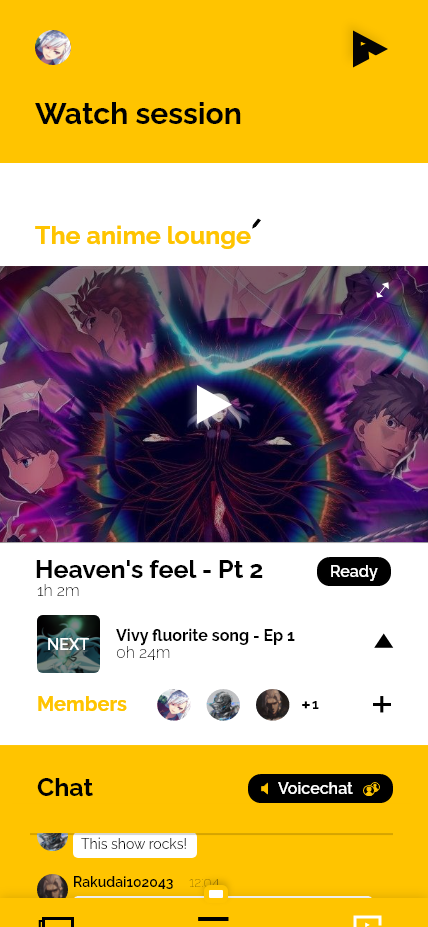 Watch session
The anime lounge
Heaven's feel - Pt 2
Ready
1h 2m
NEXT
Vivy fluorite song - Ep 1
0h 24m
Members
+1
Chat
Voicechat
This show rocks!
Rakudai102043
12:04